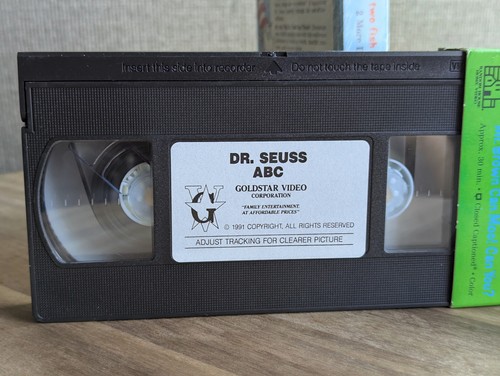 two fish
Insert this side into recorder
Do not touch the tape inside
DR. SEUSS
ABC
GOLDSTAR VIDEO
CORPORATION
"FAMILY ENTERTAINMENT
AT AFFORDABLE PRICES"
© 1991 COPYRIGHT, ALL RIGHTS RESERVED
ADJUST TRACKING FOR CLEARER PICTURE
Approx. 30 min. • Closed Captioned • Color